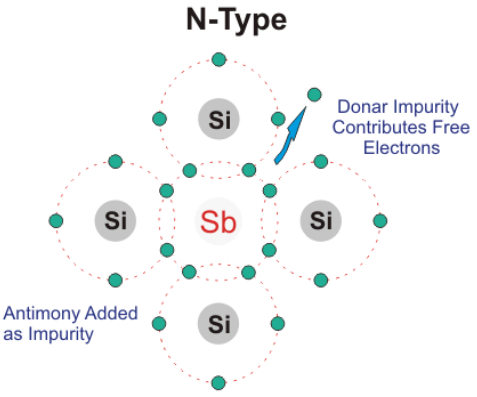 N-Type
Si
Donar Impurity
Contributes Free
Electrons
Si
Sb
Si
Antimony Added
as Impurity
Si